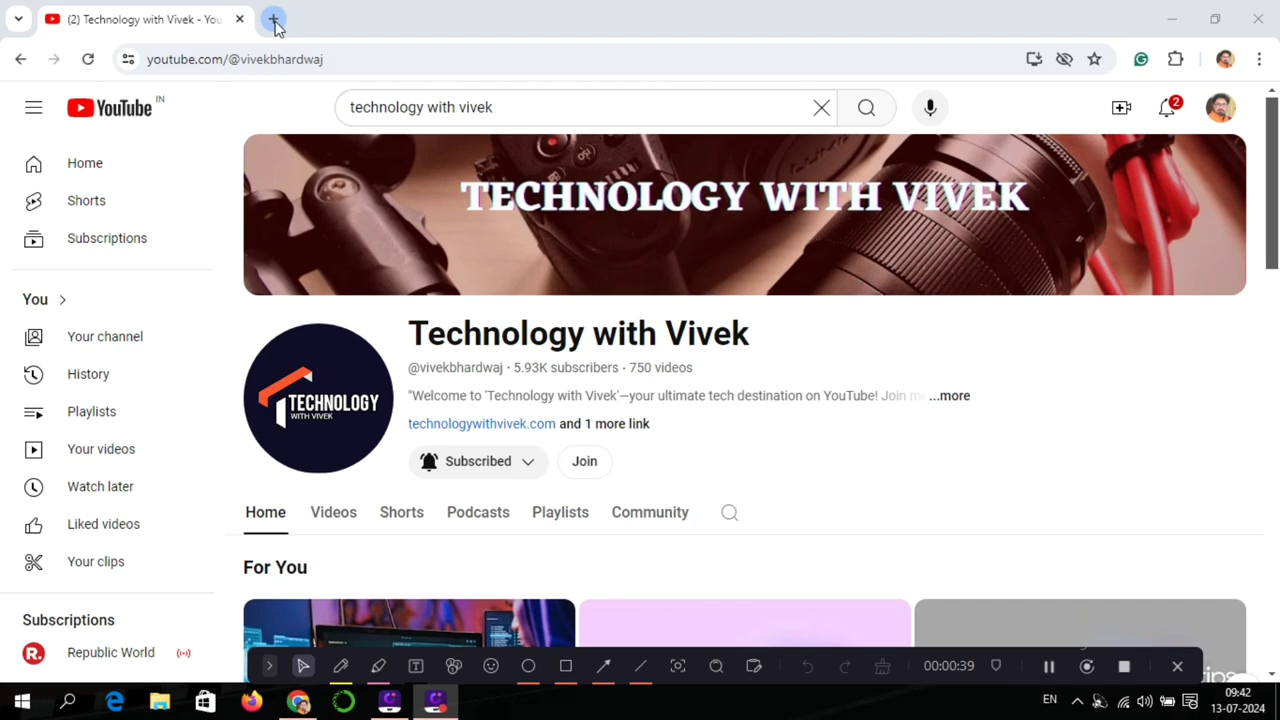 (2) Technology with Vivek - You
youtube.com/@vivekbhardwaj
YouTube IN
technology with vivek
2
TECHNOLOGY WITH VIVEK
Home
Shorts
Subscriptions
You
Your channel
History
Playlists
Your videos
Watch later
Liked videos
Your clips
Subscriptions
Republic World
TECHNOLOGY
WITH VIVEK
Technology with Vivek
@vivekbhardwaj · 5.93K subscribers · 750 videos
"Welcome to 'Technology with Vivek'—your ultimate tech destination on YouTube! Join me ...more
technologywithvivek.com and 1 more link
Subscribed
Join
Home Videos Shorts Podcasts Playlists Community
For You
00:00:39
EN
09:42
13-07-2024